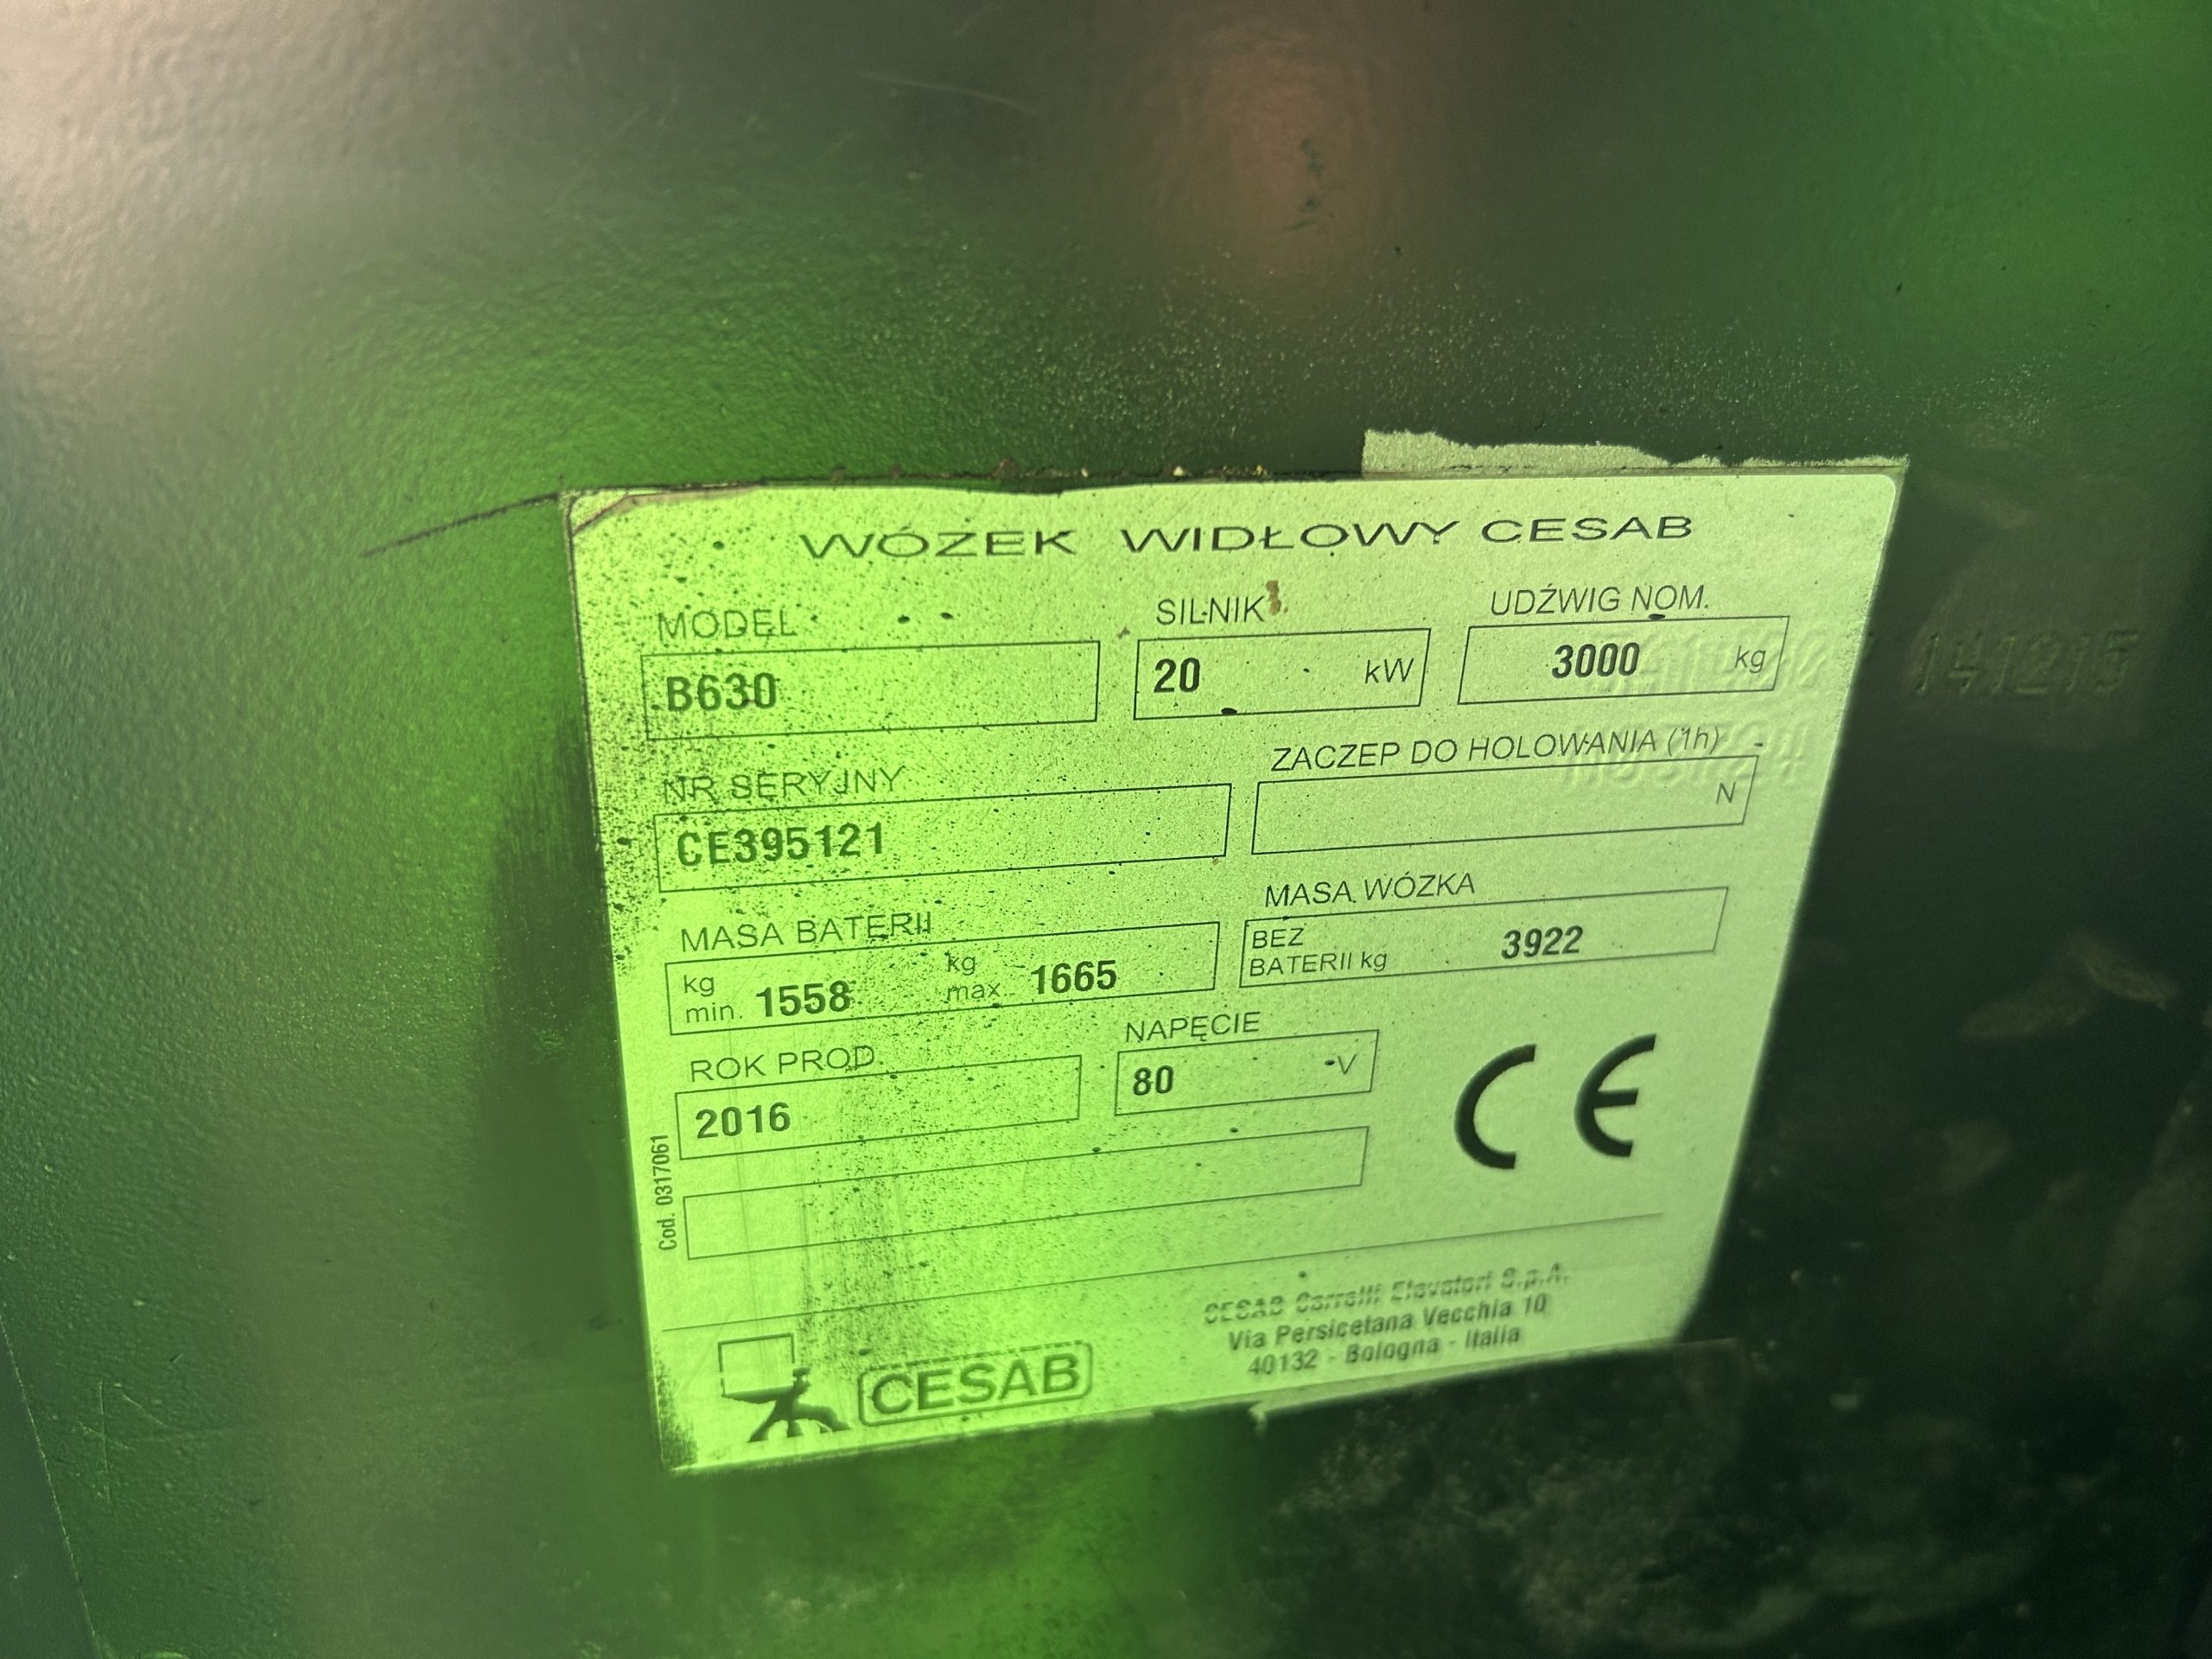 WÓZEK WIDŁOWY CESAB
MODEL SILNIK UDŹWIG NOM.
B630 20 kW 3000 kg
141215
NR SERYJNY ZACZEP DO HOLOWANIA (1h)
CE395121 N
MASA BATERII MASA WÓZKA
kg min. 1558 kg max. 1665 BEZ BATERII kg 3922
ROK PROD. NAPĘCIE
2016 80 V
CE
Cod. 0317061
CESAB Carrelli Elevatori S.p.A.
Via Persicetana Vecchia 10
40132 - Bologna - Italia
CESAB